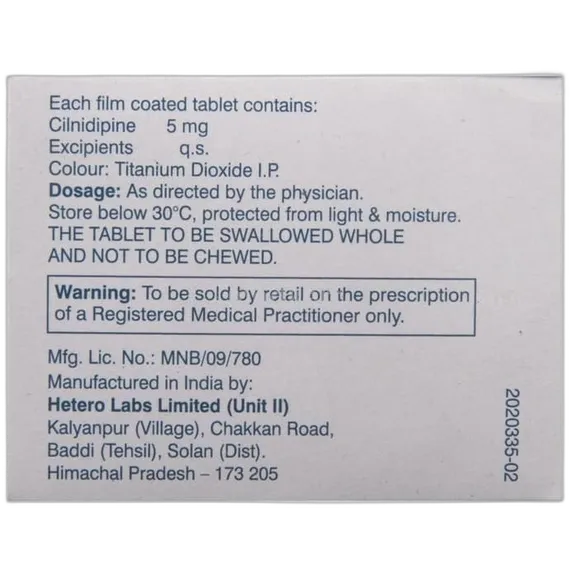 Each film coated tablet contains:
Cilnidipine 5 mg
Excipients q.s.
Colour: Titanium Dioxide I.P.
Dosage: As directed by the physician.
Store below 30°C, protected from light & moisture.
THE TABLET TO BE SWALLOWED WHOLE
AND NOT TO BE CHEWED.
Warning: To be sold by retail on the prescription
of a Registered Medical Practitioner only.
Mfg. Lic. No.: MNB/09/780
Manufactured in India by:
Hetero Labs Limited (Unit II)
Kalyanpur (Village), Chakkan Road,
Baddi (Tehsil), Solan (Dist).
Himachal Pradesh – 173 205
2020335-02